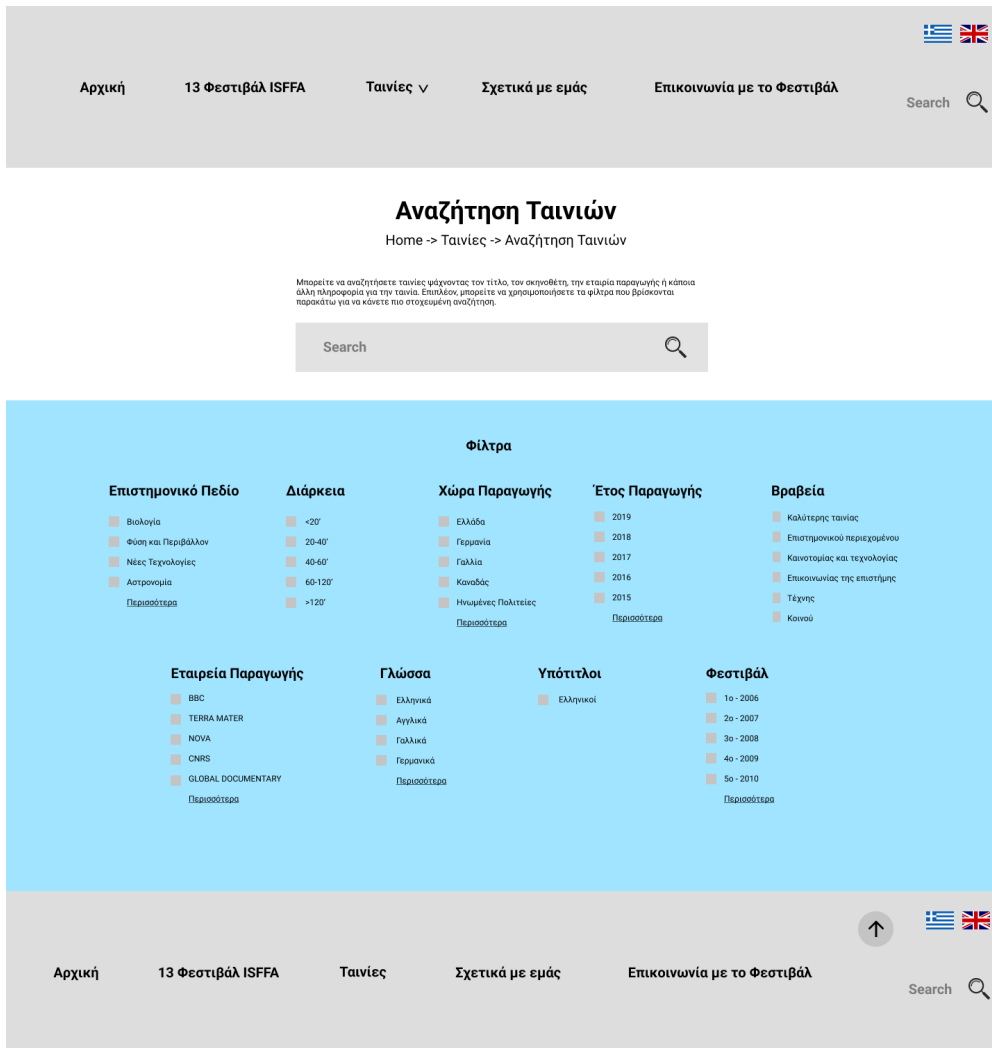 Αρχική
13 Φεστιβάλ ISFFA
Ταινίες
Σχετικά με εμάς
Επικοινωνία με το Φεστιβάλ
Search
Αναζήτηση Ταινιών
Home -> Ταινίες -> Αναζήτηση Ταινιών
Μπορείτε να αναζητήσετε ταινίες ψάχνοντας τον τίτλο, τον σκηνοθέτη, την εταιρία παραγωγής ή κάποια
άλλη πληροφορία για την ταινία. Επιπλέον, μπορείτε να χρησιμοποιήσετε τα φίλτρα που βρίσκονται
παρακάτω για να κάνετε πιο στοχευμένη αναζήτηση.
Search
Φίλτρα
Επιστημονικό Πεδίο
Βιολογία
Φύση και Περιβάλλον
Νέες Τεχνολογίες
Αστρονομία
Περισσότερα
Διάρκεια
<20'
20-40'
40-60'
60-120'
>120'
Χώρα Παραγωγής
Ελλάδα
Γερμανία
Γαλλία
Καναδάς
Ηνωμένες Πολιτείες
Περισσότερα
Έτος Παραγωγής
2019
2018
2017
2016
2015
Περισσότερα
Βραβεία
Καλύτερης ταινίας
Επιστημονικού περιεχομένου
Καινοτομίας και τεχνολογίας
Επικοινωνίας της επιστήμης
Τέχνης
Κοινού
Εταιρεία Παραγωγής
BBC
TERRA MATER
NOVA
CNRS
GLOBAL DOCUMENTARY
Περισσότερα
Γλώσσα
Ελληνικά
Αγγλικά
Γαλλικά
Γερμανικά
Περισσότερα
Υπότιτλοι
Ελληνικοί
Φεστιβάλ
1ο - 2006
2ο - 2007
3ο - 2008
4ο - 2009
5ο - 2010
Περισσότερα
Αρχική
13 Φεστιβάλ ISFFA
Ταινίες
Σχετικά με εμάς
Επικοινωνία με το Φεστιβάλ
Search